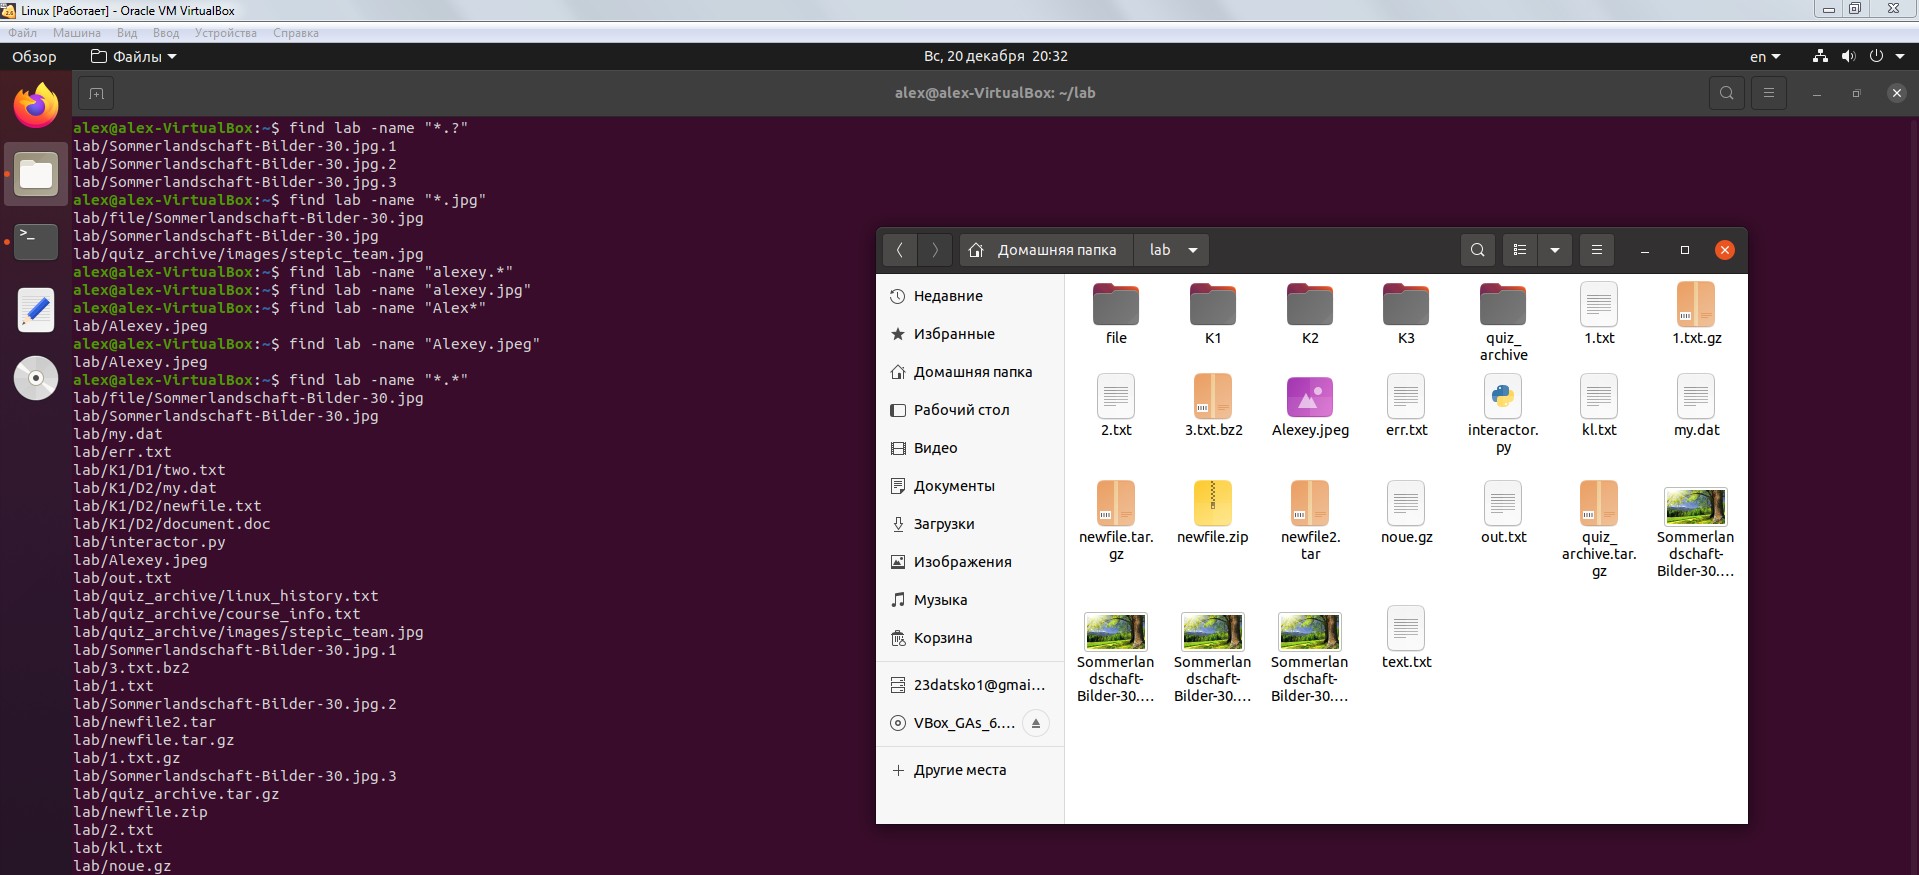 Linux [Работает] - Oracle VM VirtualBox
Файл Машина Вид Ввод Устройства Справка
Обзор Файлы Вс, 20 декабря 20:32 en
alex@alex-VirtualBox: ~/lab
alex@alex-VirtualBox:~$ find lab -name "*.?"
lab/Sommerlandschaft-Bilder-30.jpg.1
lab/Sommerlandschaft-Bilder-30.jpg.2
lab/Sommerlandschaft-Bilder-30.jpg.3
alex@alex-VirtualBox:~$ find lab -name "*.jpg"
lab/file/Sommerlandschaft-Bilder-30.jpg
lab/Sommerlandschaft-Bilder-30.jpg
lab/quiz_archive/images/stepic_team.jpg
alex@alex-VirtualBox:~$ find lab -name "alexey.*"
alex@alex-VirtualBox:~$ find lab -name "alexey.jpg"
alex@alex-VirtualBox:~$ find lab -name "Alex*"
lab/Alexey.jpeg
alex@alex-VirtualBox:~$ find lab -name "Alexey.jpeg"
lab/Alexey.jpeg
alex@alex-VirtualBox:~$ find lab -name "*.*"
lab/file/Sommerlandschaft-Bilder-30.jpg
lab/Sommerlandschaft-Bilder-30.jpg
lab/my.dat
lab/err.txt
lab/K1/D1/two.txt
lab/K1/D2/my.dat
lab/K1/D2/newfile.txt
lab/K1/D2/document.doc
lab/interactor.py
lab/Alexey.jpeg
lab/out.txt
lab/quiz_archive/linux_history.txt
lab/quiz_archive/course_info.txt
lab/quiz_archive/images/stepic_team.jpg
lab/Sommerlandschaft-Bilder-30.jpg.1
lab/3.txt.bz2
lab/1.txt
lab/Sommerlandschaft-Bilder-30.jpg.2
lab/newfile2.tar
lab/newfile.tar.gz
lab/1.txt.gz
lab/Sommerlandschaft-Bilder-30.jpg.3
lab/quiz_archive.tar.gz
lab/newfile.zip
lab/2.txt
lab/kl.txt
lab/noue.gz
Домашняя папка lab
Недавние
Избранные
Домашняя папка
Рабочий стол
Видео
Документы
Загрузки
Изображения
Музыка
Корзина
23datsko1@gmai...
VBox_GAs_6....
Другие места
file K1 K2 K3 quiz_ 1.txt 1.txt.gz
archive
2.txt 3.txt.bz2 Alexey.jpeg err.txt interactor. kl.txt my.dat
py
newfile.tar. newfile.zip newfile2. noue.gz out.txt quiz_ Sommerlan
gz tar archive.tar. dschaft-
gz Bilder-30....
Sommerlan Sommerlan Sommerlan text.txt
dschaft- dschaft- dschaft-
Bilder-30.... Bilder-30.... Bilder-30....